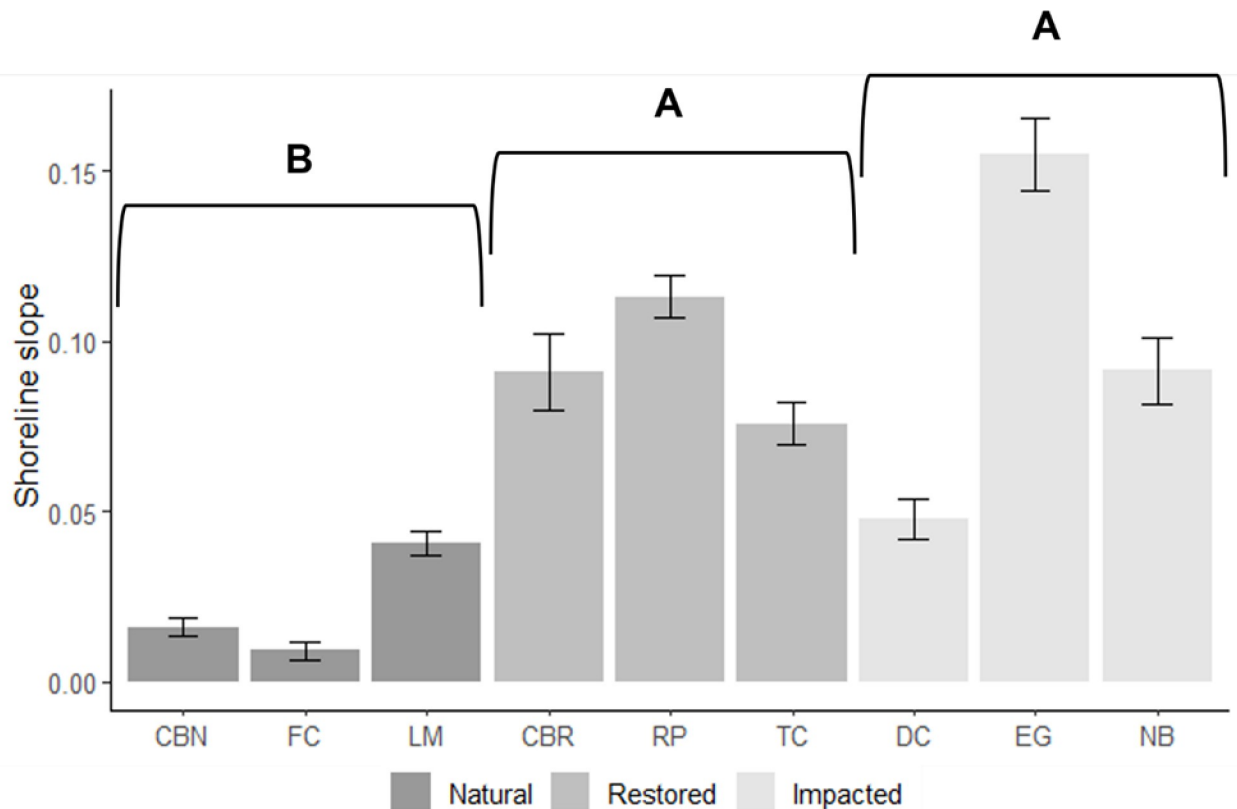 A
A
B
0.15
0.10
0.05
0.00
Shoreline slope
CBN FC LM CBR RP TC DC EG NB
Natural Restored Impacted